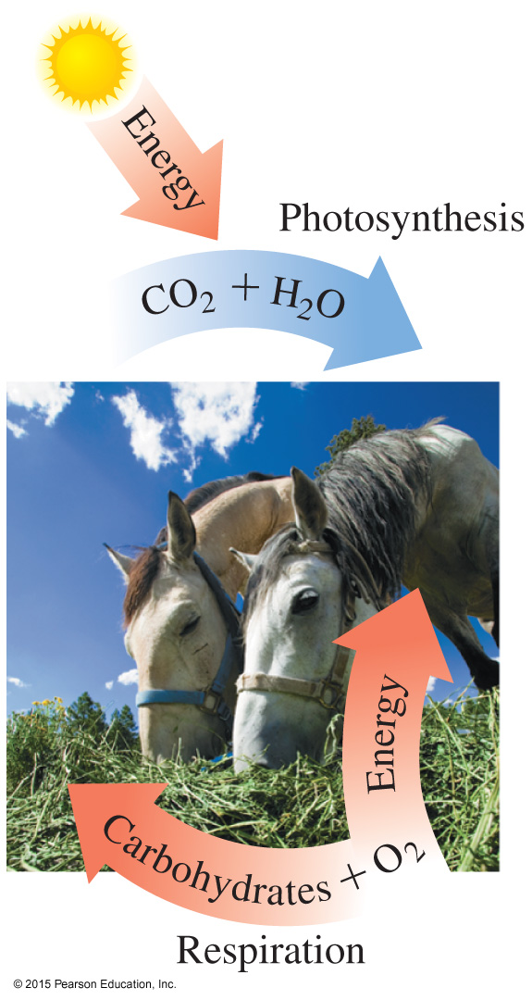 Energy
Photosynthesis
CO₂ + H₂O
Energy
Carbohydrates + O₂
Respiration
© 2015 Pearson Education, Inc.